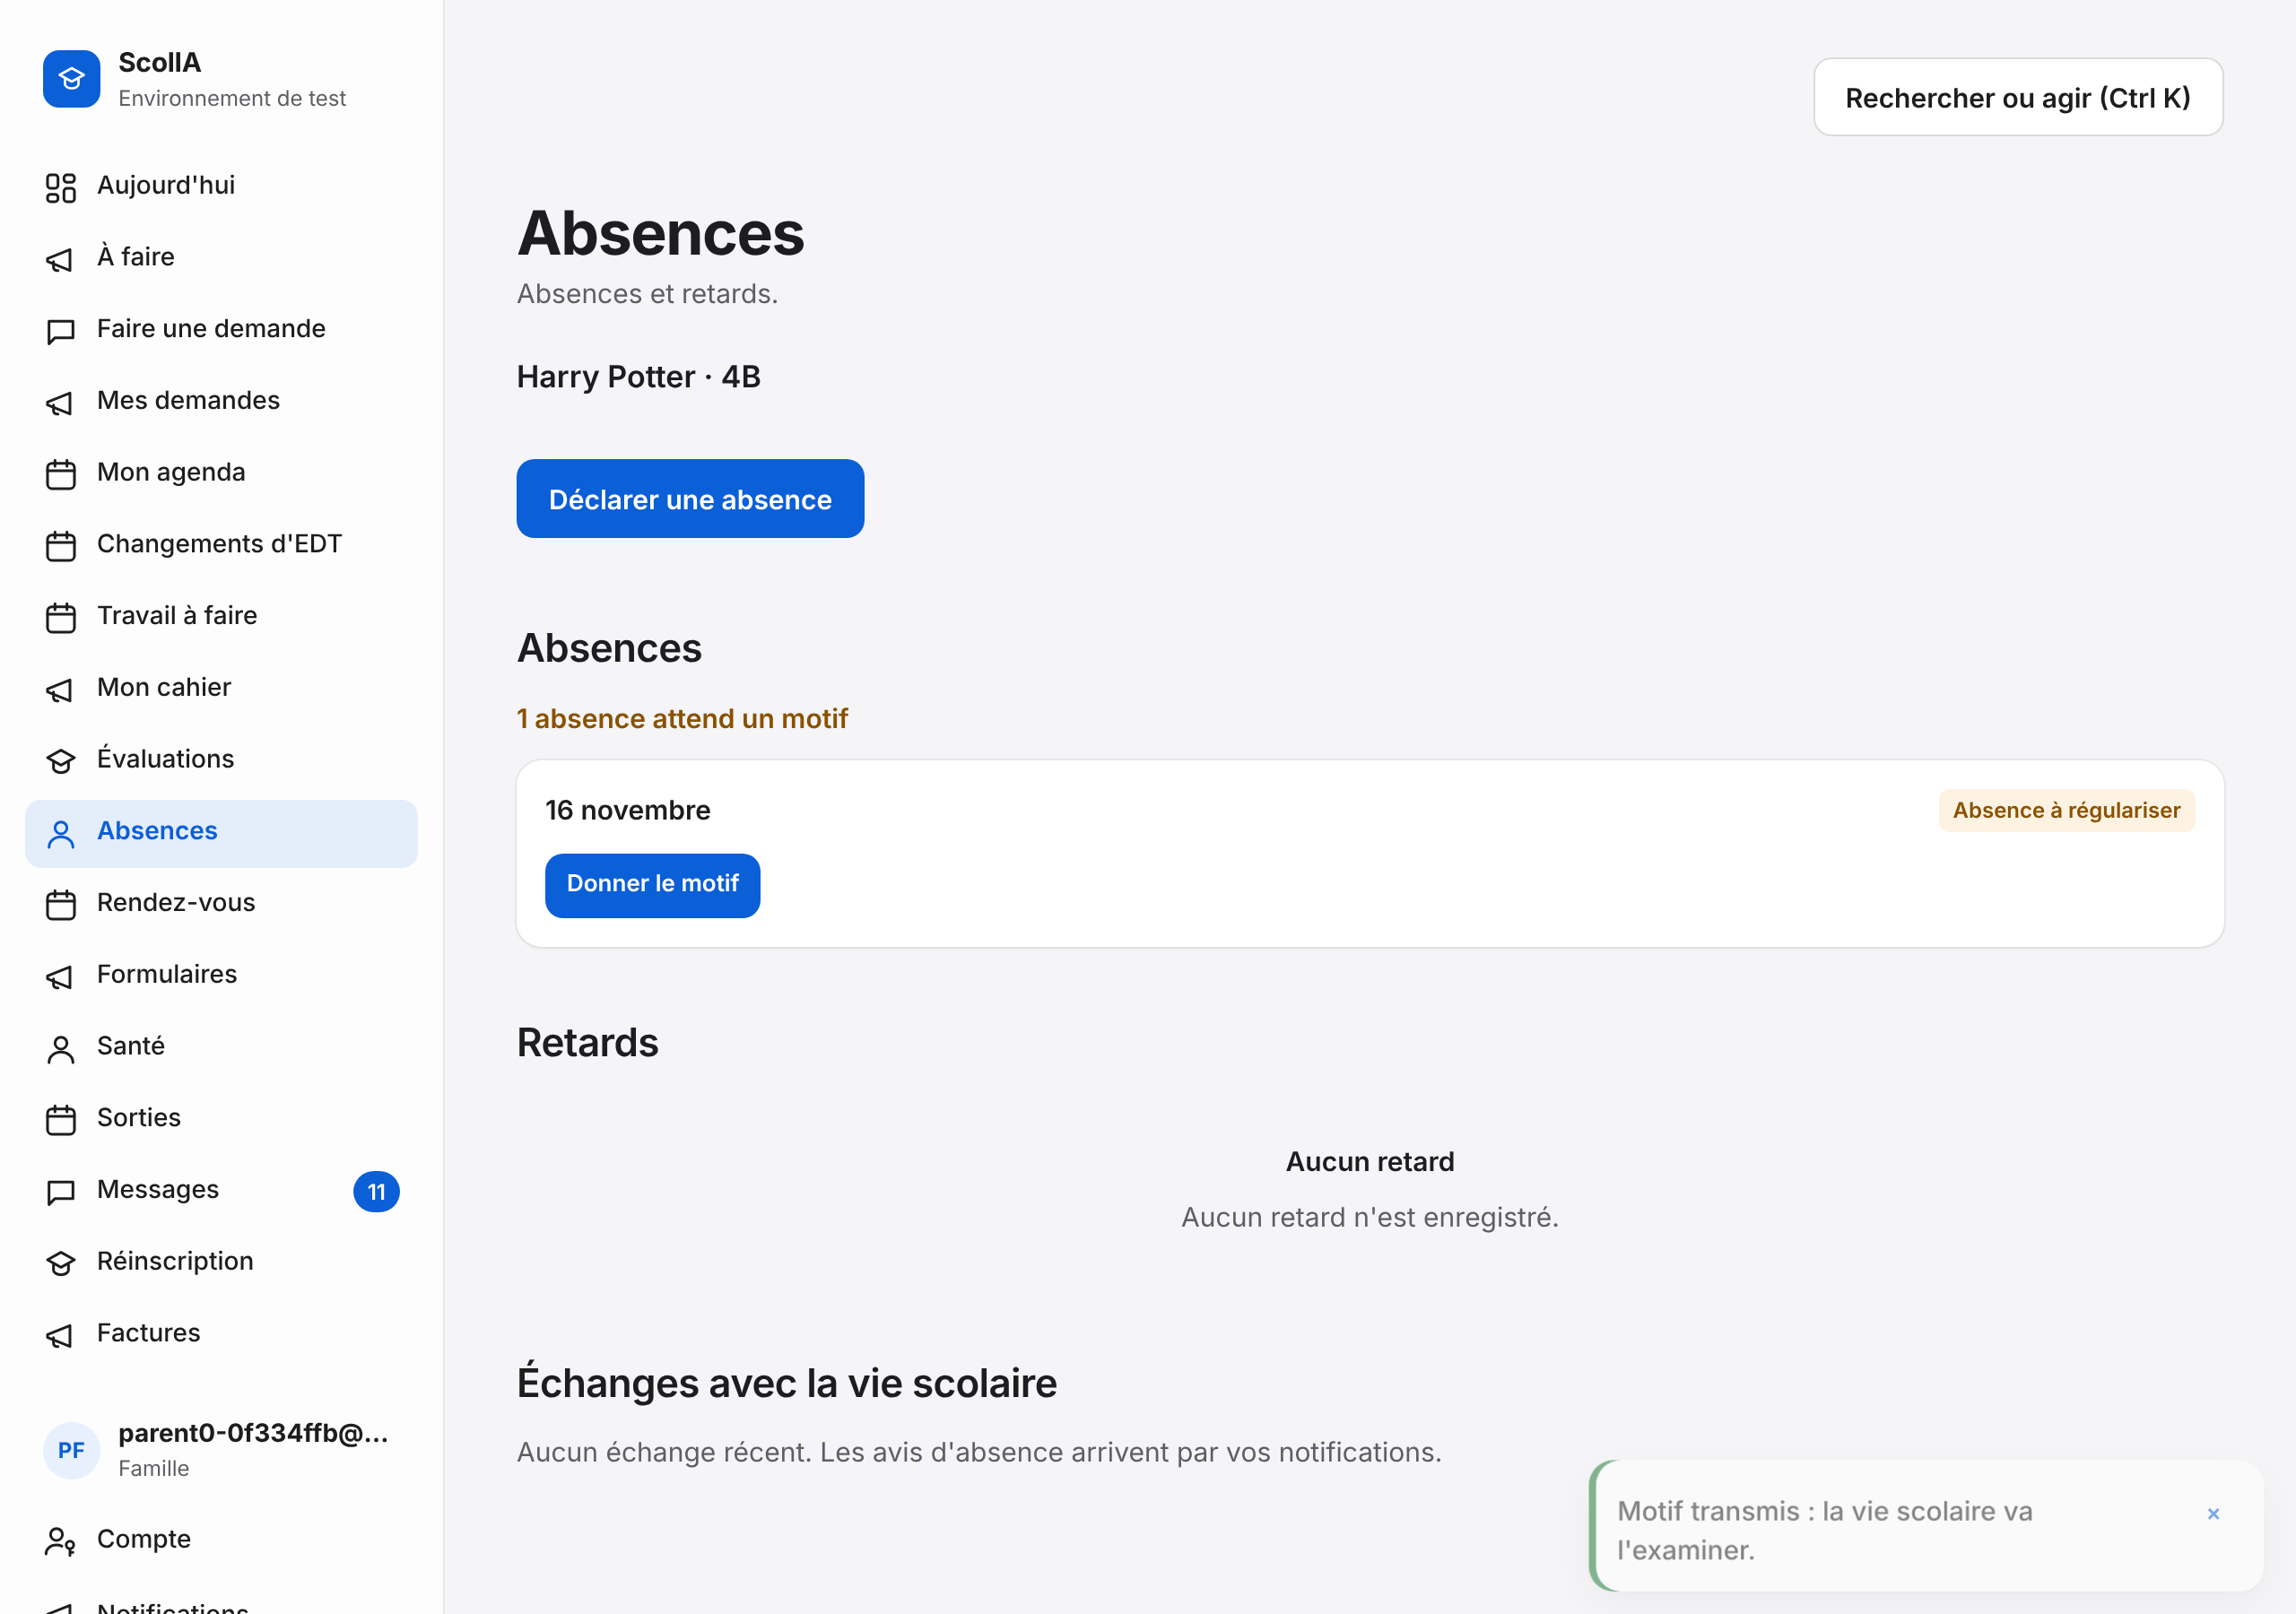 ScolIA
Environnement de test
Aujourd'hui
À faire
Faire une demande
Mes demandes
Mon agenda
Changements d'EDT
Travail à faire
Mon cahier
Évaluations
Absences
Rendez-vous
Formulaires
Santé
Sorties
Messages 11
Réinscription
Factures
PF
parent0-0f334ffb@...
Famille
Compte
Notifications
Rechercher ou agir (Ctrl K)
Absences
Absences et retards.
Harry Potter · 4B
Déclarer une absence
Absences
1 absence attend un motif
16 novembre
Absence à régulariser
Donner le motif
Retards
Aucun retard
Aucun retard n'est enregistré.
Échanges avec la vie scolaire
Aucun échange récent. Les avis d'absence arrivent par vos notifications.
Motif transmis : la vie scolaire va
l'examiner.
×